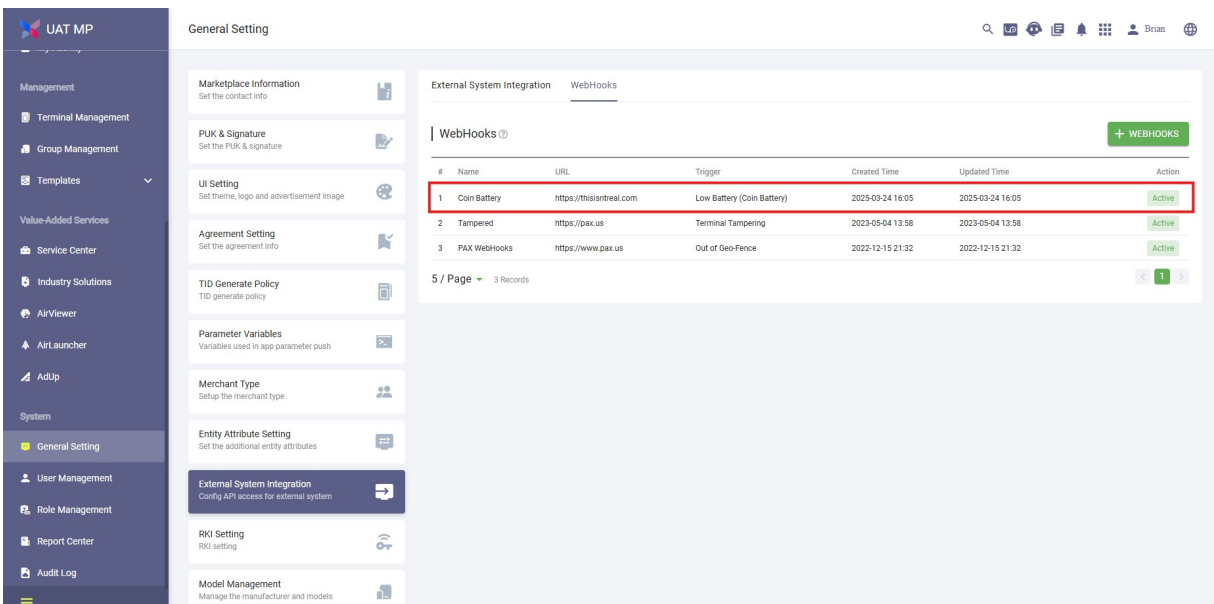 UAT MP
General Setting
Brian
Management
Terminal Management
Group Management
Templates
Value-Added Services
Service Center
Industry Solutions
AirViewer
AirLauncher
AdUp
System
General Setting
User Management
Role Management
Report Center
Audit Log
Marketplace Information
Set the contact info
PUK & Signature
Set the PUK & signature
UI Setting
Set theme, logo and advertisement image
Agreement Setting
Set the agreement info
TID Generate Policy
TID generate policy
Parameter Variables
Variables used in app parameter push
Merchant Type
Setup the merchant type
Entity Attribute Setting
Set the additional entity attributes
External System Integration
Config API access for external system
RKI Setting
RKI setting
Model Management
Manage the manufacturer and models
External System Integration WebHooks
WebHooks
+ WEBHOOKS
# Name URL Trigger Created Time Updated Time Action
1 Coin Battery https://thisisntreal.com Low Battery (Coin Battery) 2025-03-24 16:05 2025-03-24 16:05 Active
2 Tampered https://pax.us Terminal Tampering 2023-05-04 13:58 2023-05-04 13:58 Active
3 PAX WebHooks https://www.pax.us Out of Geo-Fence 2022-12-15 21:32 2022-12-15 21:32 Active
5 / Page 3 Records
< 1 >